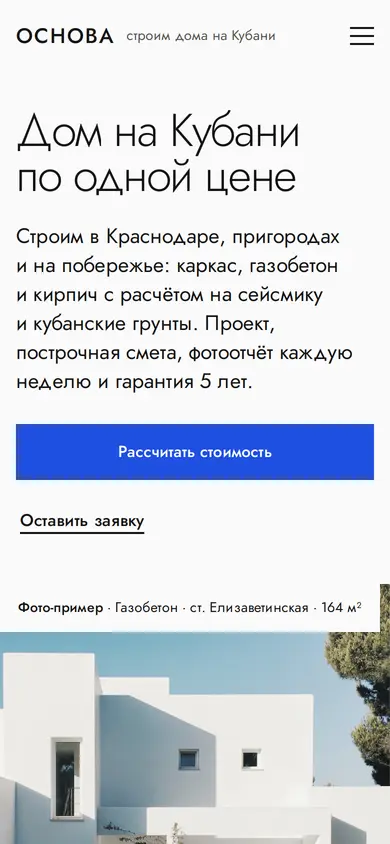 ОСНОВА строим дома на Кубани
Дом на Кубани
по одной цене
Строим в Краснодаре, пригородах
и на побережье: каркас, газобетон
и кирпич с расчётом на сейсмику
и кубанские грунты. Проект,
построчная смета, фотоотчёт каждую
неделю и гарантия 5 лет.
Рассчитать стоимость
Оставить заявку
Фото-пример · Газобетон · ст. Елизаветинская · 164 м²